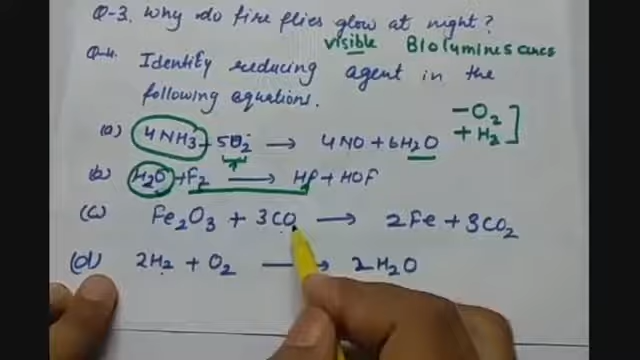 Q-3. Why do fire flies glow at night?
visible Bioluminescence
Q-4. Identify reducing agent in the
following equations.
(a) 4NH3 + 5O2 → 4NO + 6H2O -O2
+H2
(b) H2O + F2 → HF + HOF
(c) Fe2O3 + 3CO → 2Fe + 3CO2
(d) 2H2 + O2 → 2H2O